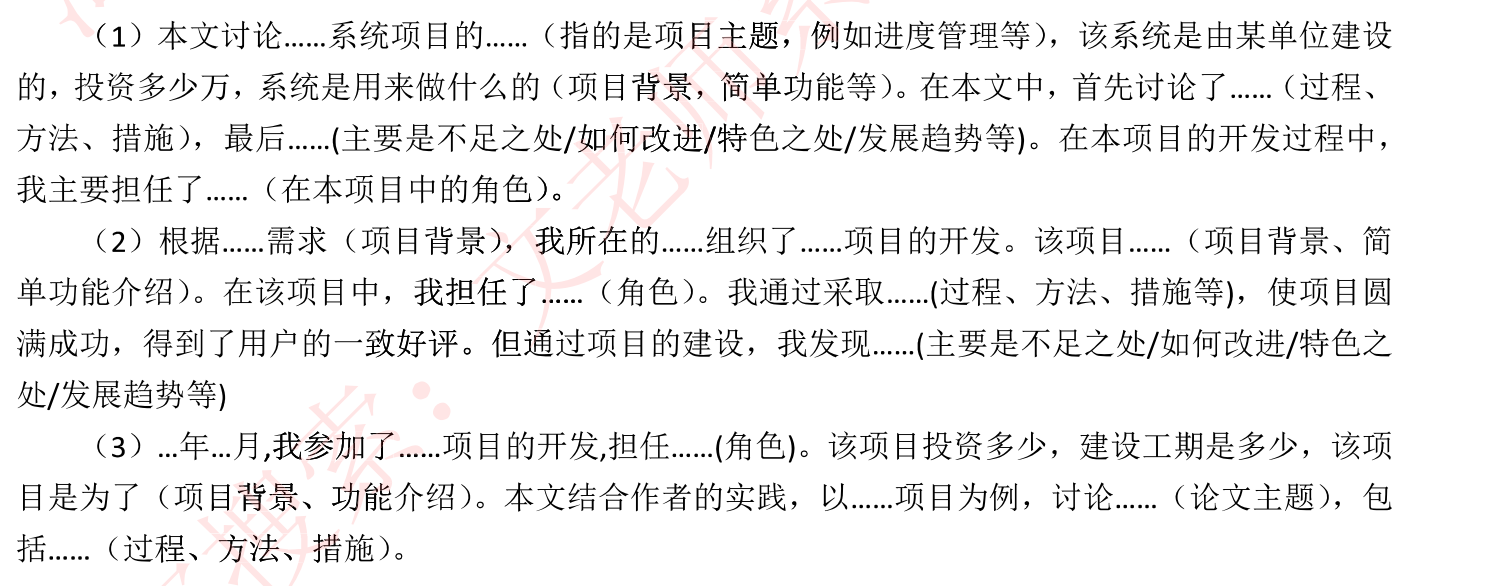 （1）本文讨论……系统项目的……（指的是项目主题，例如进度管理等），该系统是由某单位建设
的，投资多少万，系统是用来做什么的（项目背景，简单功能等）。在本文中，首先讨论了……（过程、
方法、措施），最后……(主要是不足之处/如何改进/特色之处/发展趋势等)。在本项目的开发过程中，
我主要担任了……（在本项目中的角色）。
（2）根据……需求（项目背景），我所在的……组织了……项目的开发。该项目……（项目背景、简
单功能介绍）。在该项目中，我担任了……（角色）。我通过采取……(过程、方法、措施等)，使项目圆
满成功，得到了用户的一致好评。但通过项目的建设，我发现……(主要是不足之处/如何改进/特色之
处/发展趋势等)
（3）…年…月,我参加了……项目的开发,担任……(角色)。该项目投资多少，建设工期是多少，该项
目是为了（项目背景、功能介绍）。本文结合作者的实践，以……项目为例，讨论……（论文主题），包
括……（过程、方法、措施）。
搜索：文老师